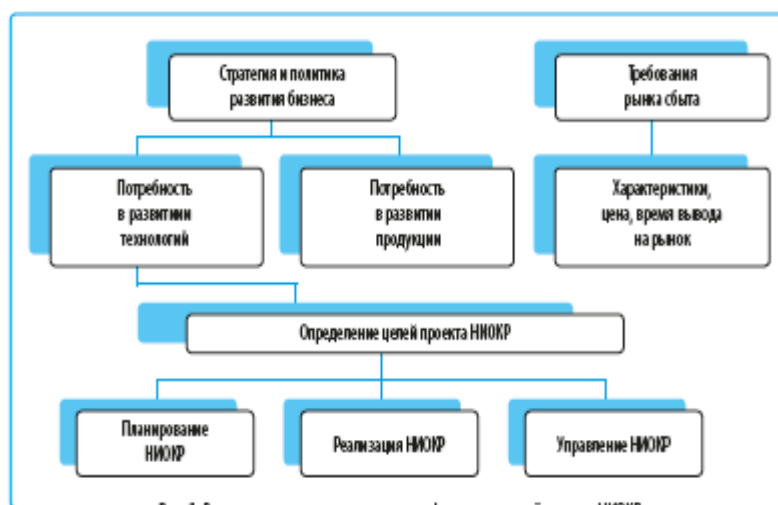 Стратегия и политика
развития бизнеса
Требования
рынка сбыта
Потребность
в развитиии
технологий
Потребность
в развитии
продукции
Характеристики,
цена, время вывода
на рынок
Определение целей проекта НИОКР
Планирование
НИОКР
Реализация НИОКР
Управление НИОКР